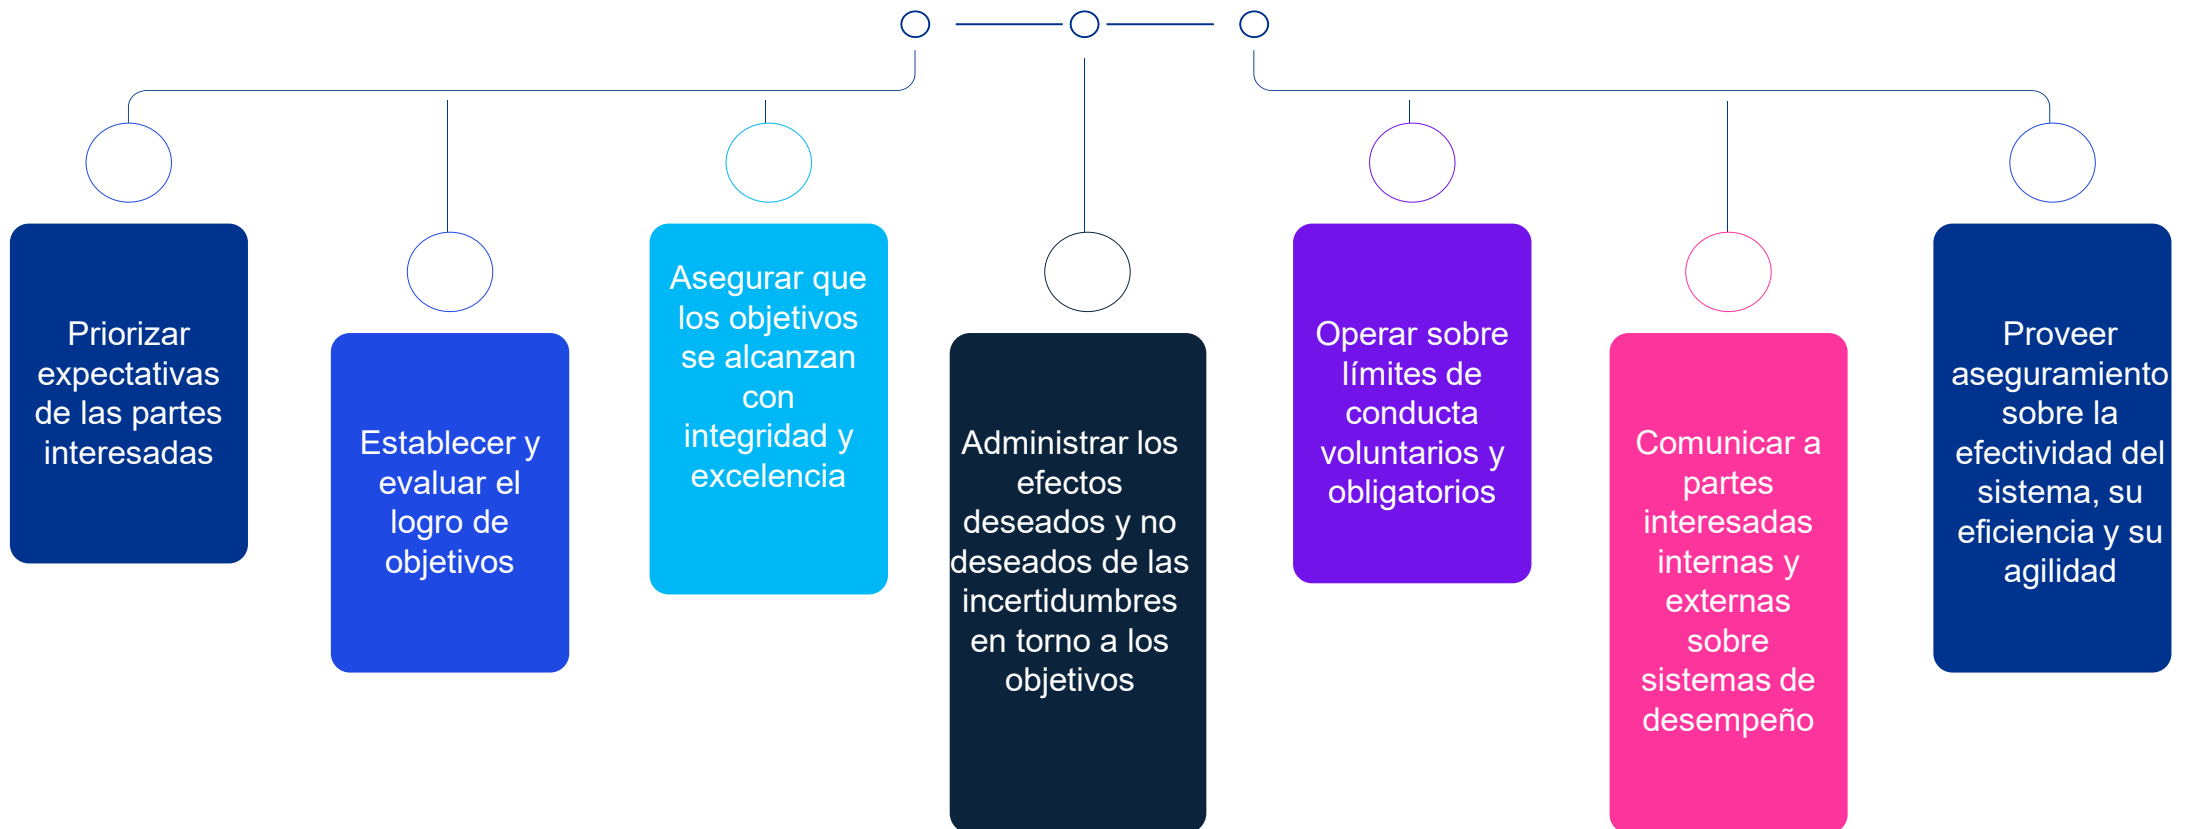 Priorizar
expectativas
de las partes
interesadas
Establecer y
evaluar el
logro de
objetivos
Asegurar que
los objetivos
se alcanzan
con
integridad y
excelencia
Administrar los
efectos
deseados y no
deseados de las
incertidumbres
en torno a los
objetivos
Operar sobre
límites de
conducta
voluntarios y
obligatorios
Comunicar a
partes
interesadas
internas y
externas
sobre
sistemas de
desempeño
Proveer
aseguramiento
sobre la
efectividad del
sistema, su
eficiencia y su
agilidad